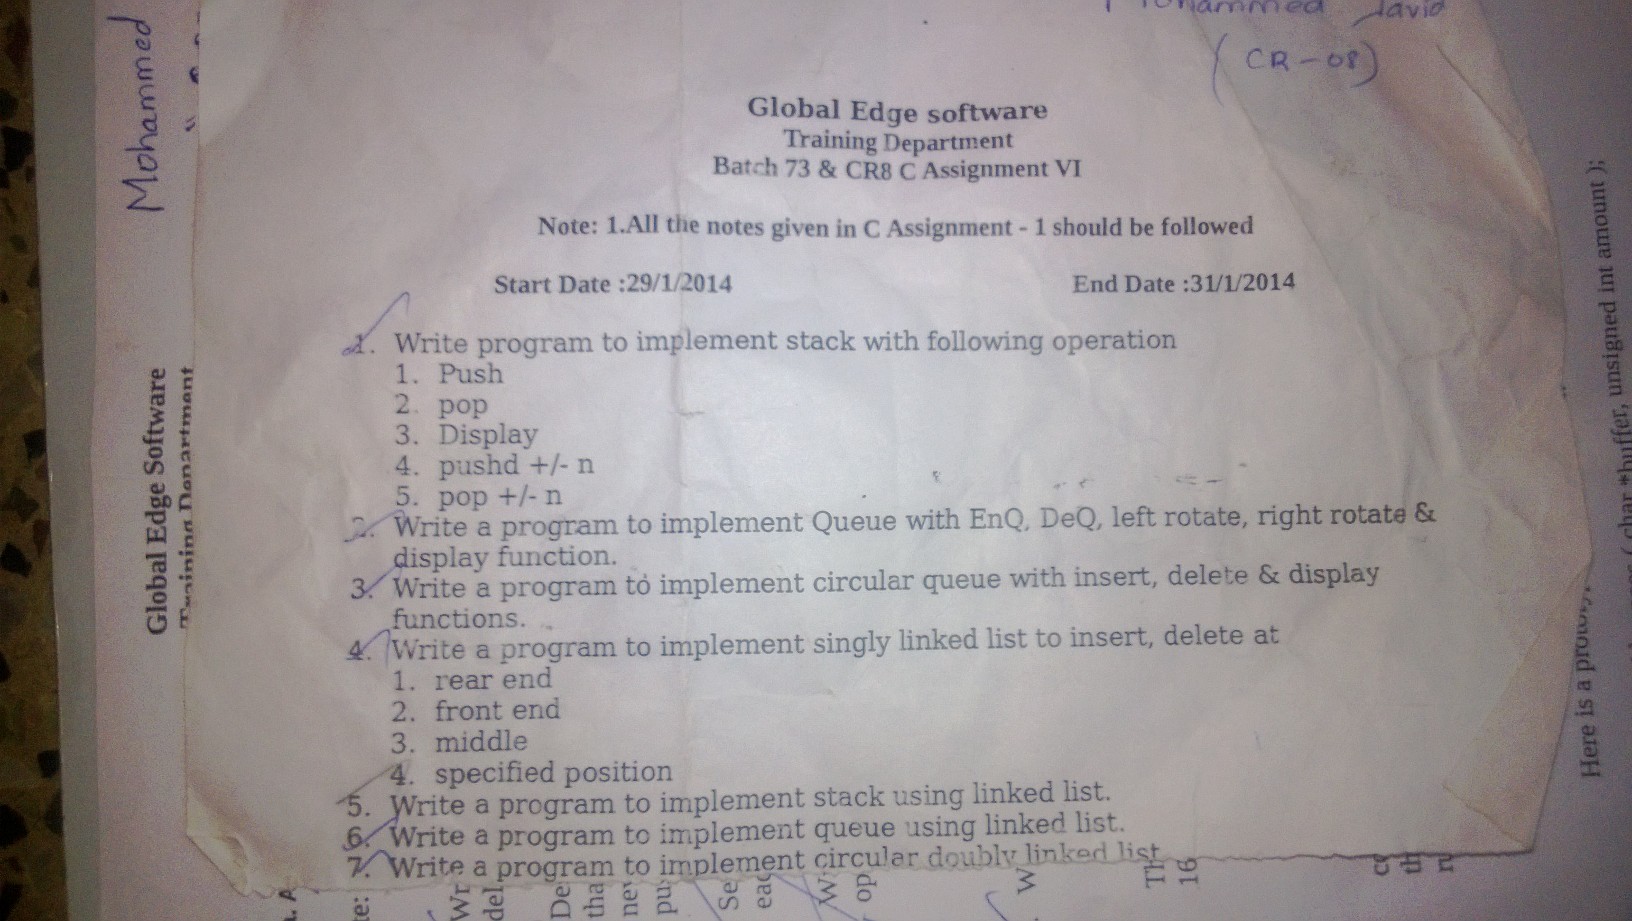 Mohammed
(CR-08)
Global Edge software
Training Department
Batch 73 & CR8 C Assignment VI
Note: 1.All the notes given in C Assignment - 1 should be followed
Start Date :29/1/2014 End Date :31/1/2014
1. Write program to implement stack with following operation
1. Push
2. pop
3. Display
4. pushd +/- n
5. pop +/- n
2. Write a program to implement Queue with EnQ, DeQ, left rotate, right rotate &
display function.
3. Write a program to implement circular queue with insert, delete & display
functions.
4. Write a program to implement singly linked list to insert, delete at
1. rear end
2. front end
3. middle
4. specified position
5. Write a program to implement stack using linked list.
6. Write a program to implement queue using linked list.
7. Write a program to implement circular doubly linked list
Mohammed
Global Edge Software
Training Department
Here is a
char *buffer, unsigned int amount );